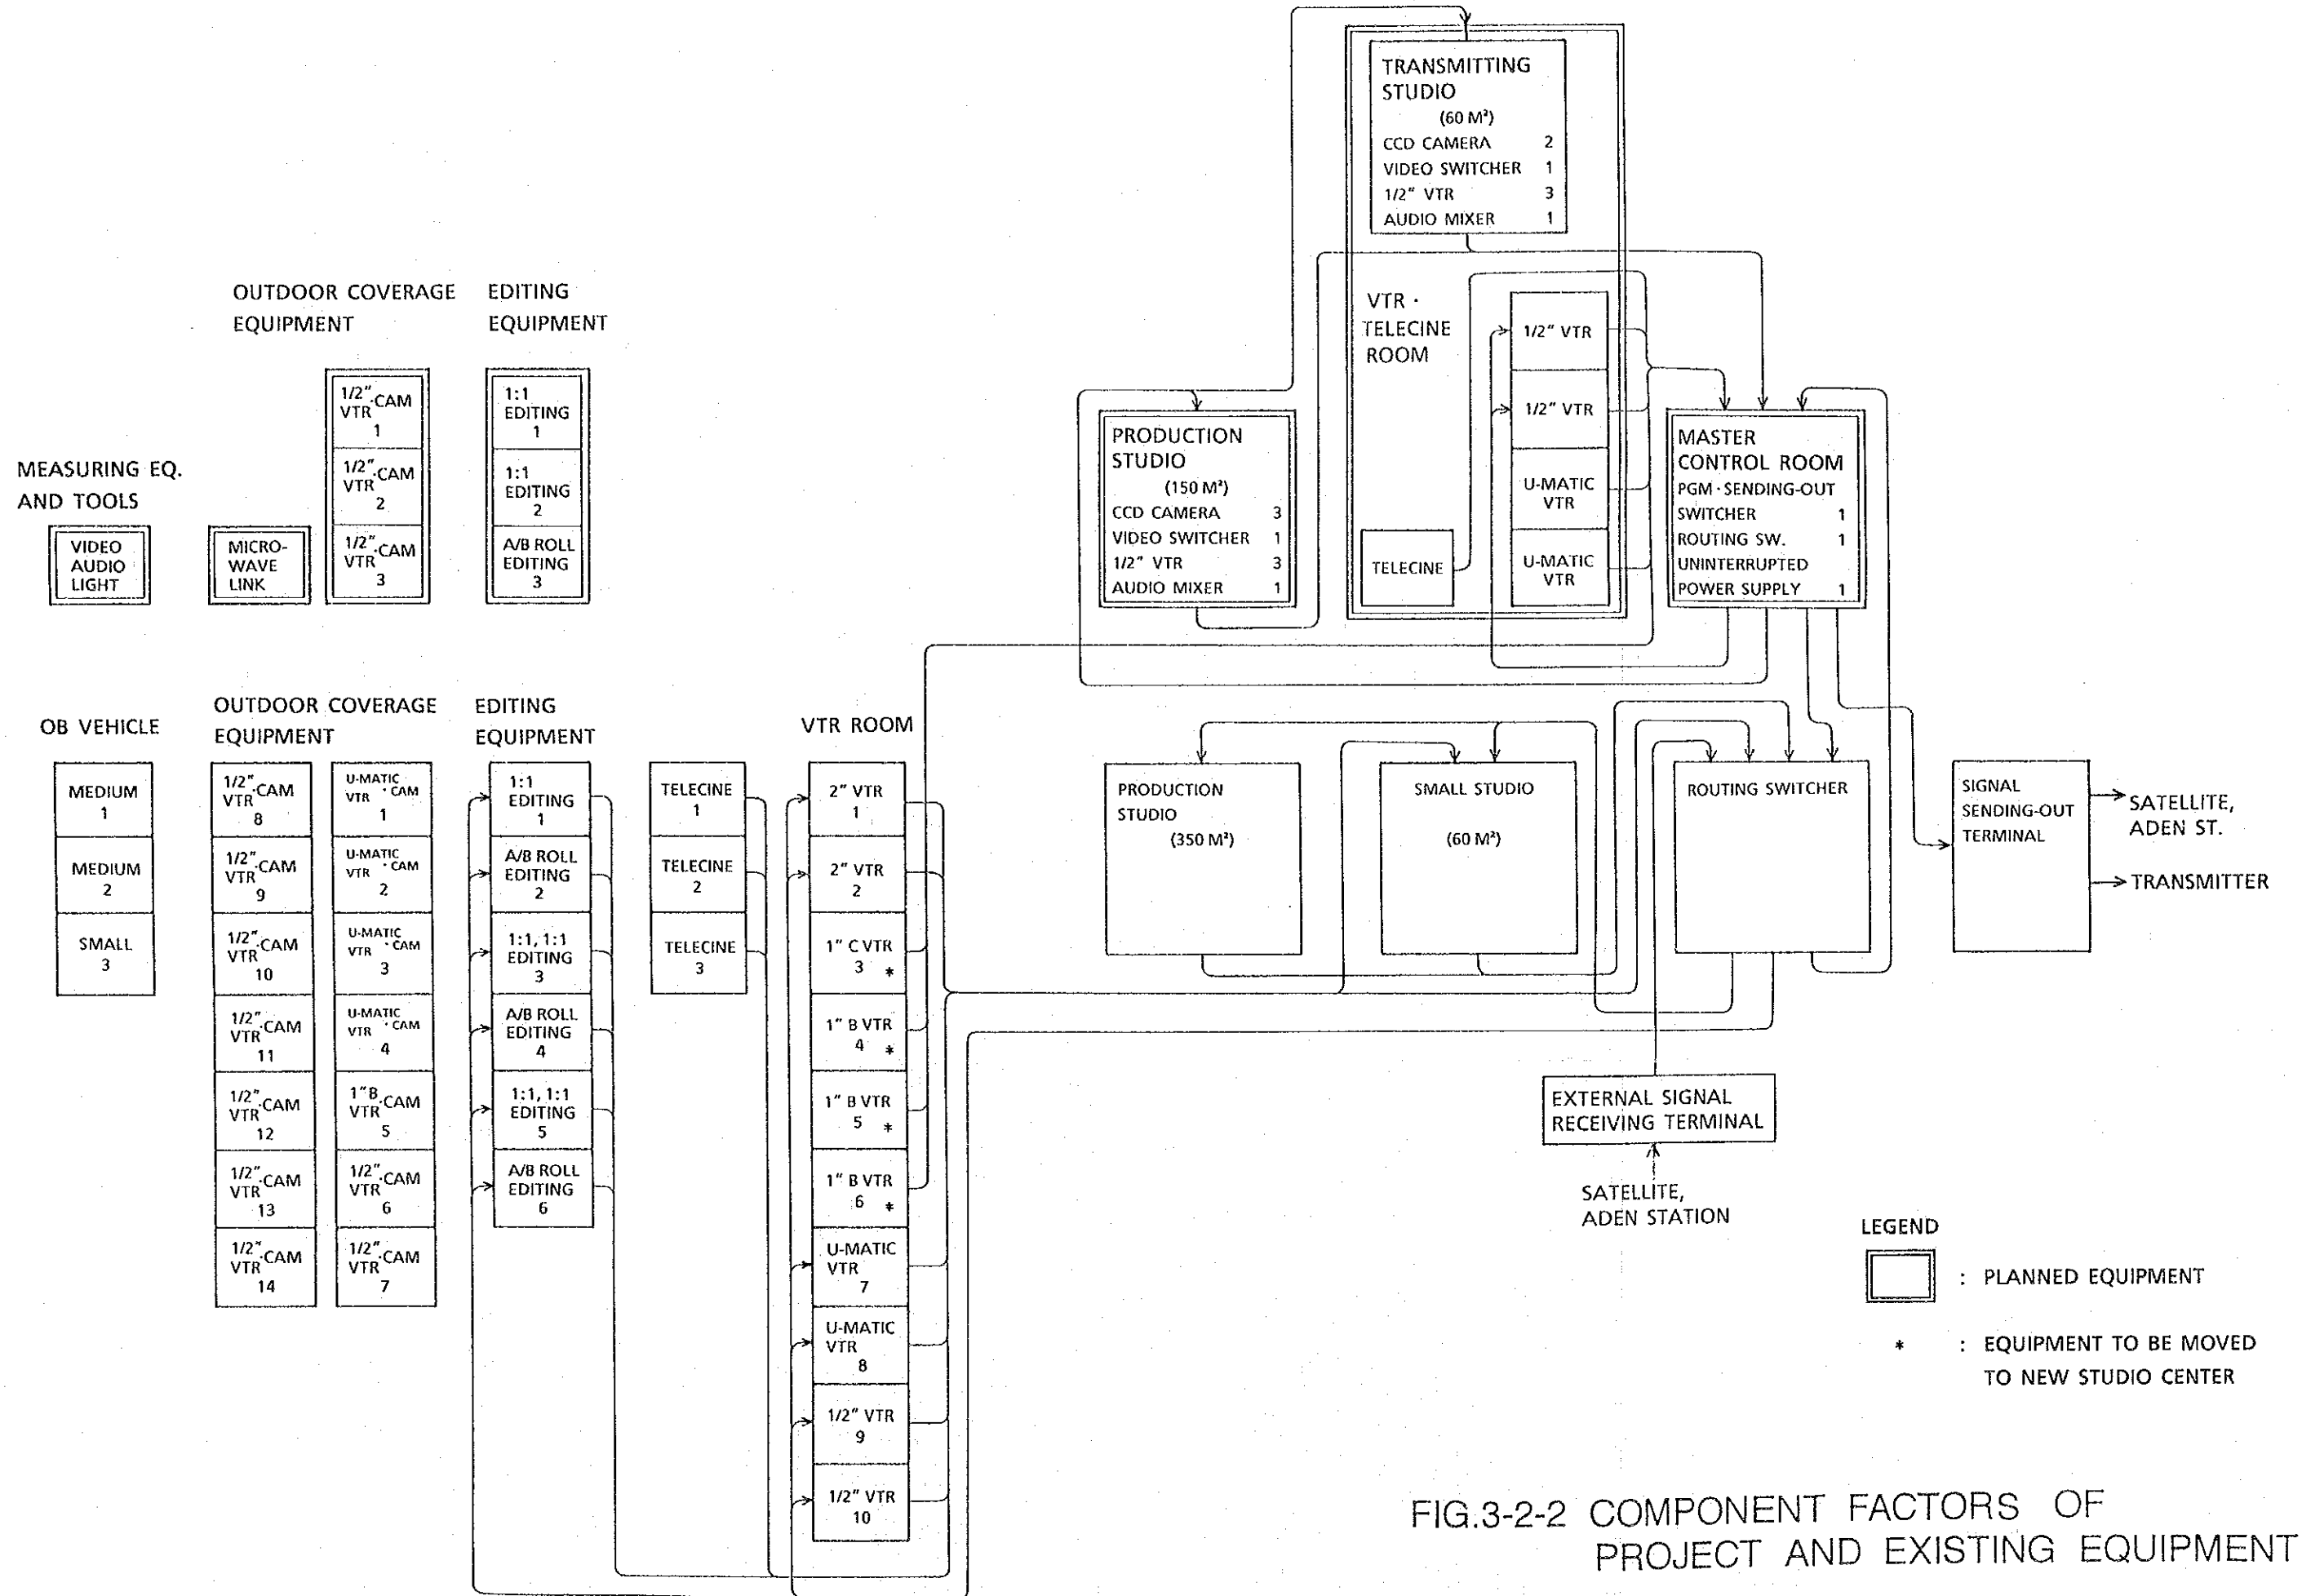 TRANSMITTING
STUDIO
(60 M²)
CCD CAMERA 2
VIDEO SWITCHER 1
1/2" VTR 3
AUDIO MIXER 1
VTR ·
TELECINE
ROOM
1/2" VTR
1/2" VTR
U-MATIC
VTR
U-MATIC
VTR
TELECINE
OUTDOOR COVERAGE
EQUIPMENT
1/2" VTR·CAM
1
1/2" VTR·CAM
2
1/2" VTR·CAM
3
EDITING
EQUIPMENT
1:1
EDITING
1
1:1
EDITING
2
A/B ROLL
EDITING
3
MEASURING EQ.
AND TOOLS
VIDEO
AUDIO
LIGHT
MICRO-
WAVE
LINK
PRODUCTION
STUDIO
(150 M²)
CCD CAMERA 3
VIDEO SWITCHER 1
1/2" VTR 3
AUDIO MIXER 1
MASTER
CONTROL ROOM
PGM·SENDING-OUT
SWITCHER 1
ROUTING SW. 1
UNINTERRUPTED
POWER SUPPLY 1
OB VEHICLE
MEDIUM
1
MEDIUM
2
SMALL
3
OUTDOOR COVERAGE
EQUIPMENT
1/2" VTR·CAM
8
1/2" VTR·CAM
9
1/2" VTR·CAM
10
1/2" VTR·CAM
11
1/2" VTR·CAM
12
1/2" VTR·CAM
13
1/2" VTR·CAM
14
U-MATIC
VTR·CAM
1
U-MATIC
VTR·CAM
2
U-MATIC
VTR·CAM
3
U-MATIC
VTR·CAM
4
1"B VTR·CAM
5
1/2" VTR·CAM
6
1/2" VTR·CAM
7
EDITING
EQUIPMENT
1:1
EDITING
1
A/B ROLL
EDITING
2
1:1, 1:1
EDITING
3
A/B ROLL
EDITING
4
1:1, 1:1
EDITING
5
A/B ROLL
EDITING
6
TELECINE
1
TELECINE
2
TELECINE
3
VTR ROOM
2" VTR
1
2" VTR
2
1" C VTR
3 *
1" B VTR
4 *
1" B VTR
5 *
1" B VTR
6 *
U-MATIC
VTR
7
U-MATIC
VTR
8
1/2" VTR
9
1/2" VTR
10
PRODUCTION
STUDIO
(350 M²)
SMALL STUDIO
(60 M²)
ROUTING SWITCHER
SIGNAL
SENDING-OUT
TERMINAL
SATELLITE,
ADEN ST.
TRANSMITTER
EXTERNAL SIGNAL
RECEIVING TERMINAL
SATELLITE,
ADEN STATION
LEGEND
: PLANNED EQUIPMENT
* : EQUIPMENT TO BE MOVED
TO NEW STUDIO CENTER
FIG.3-2-2 COMPONENT FACTORS OF
PROJECT AND EXISTING EQUIPMENT